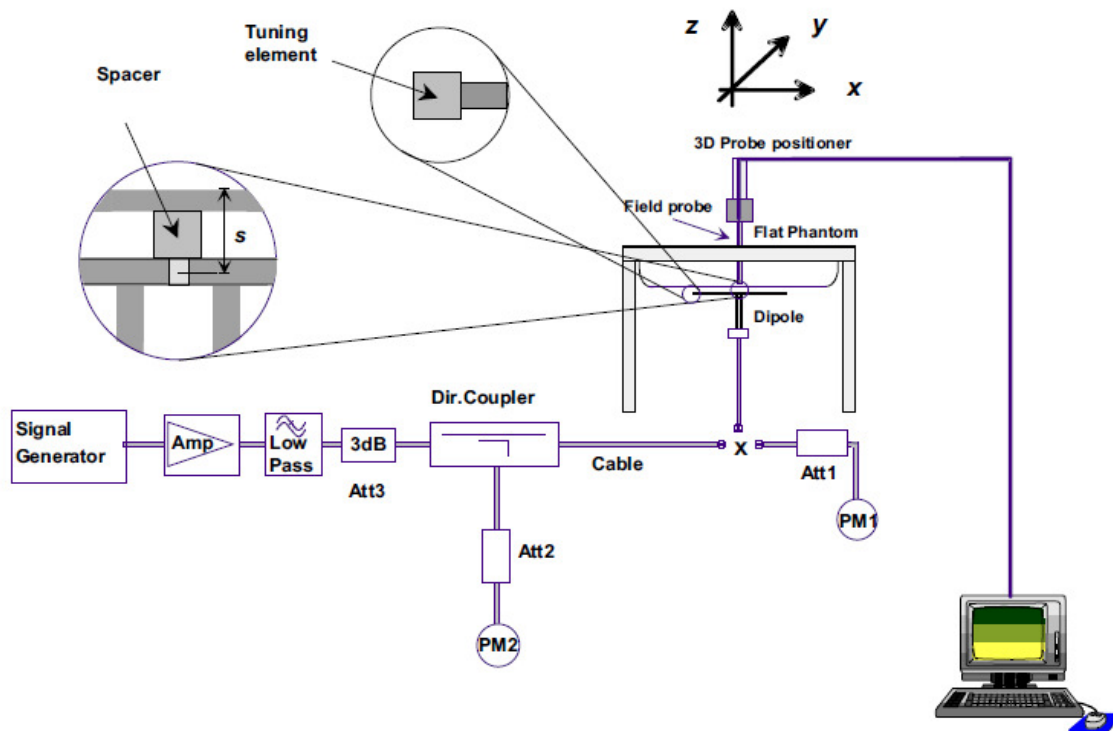 Tuning
element
Spacer
s
z
y
x
3D Probe positioner
Field probe
Flat Phantom
Dipole
Dir.Coupler
Signal
Generator
Amp
Low
Pass
3dB
Att3
Cable
X
Att1
PM1
Att2
PM2